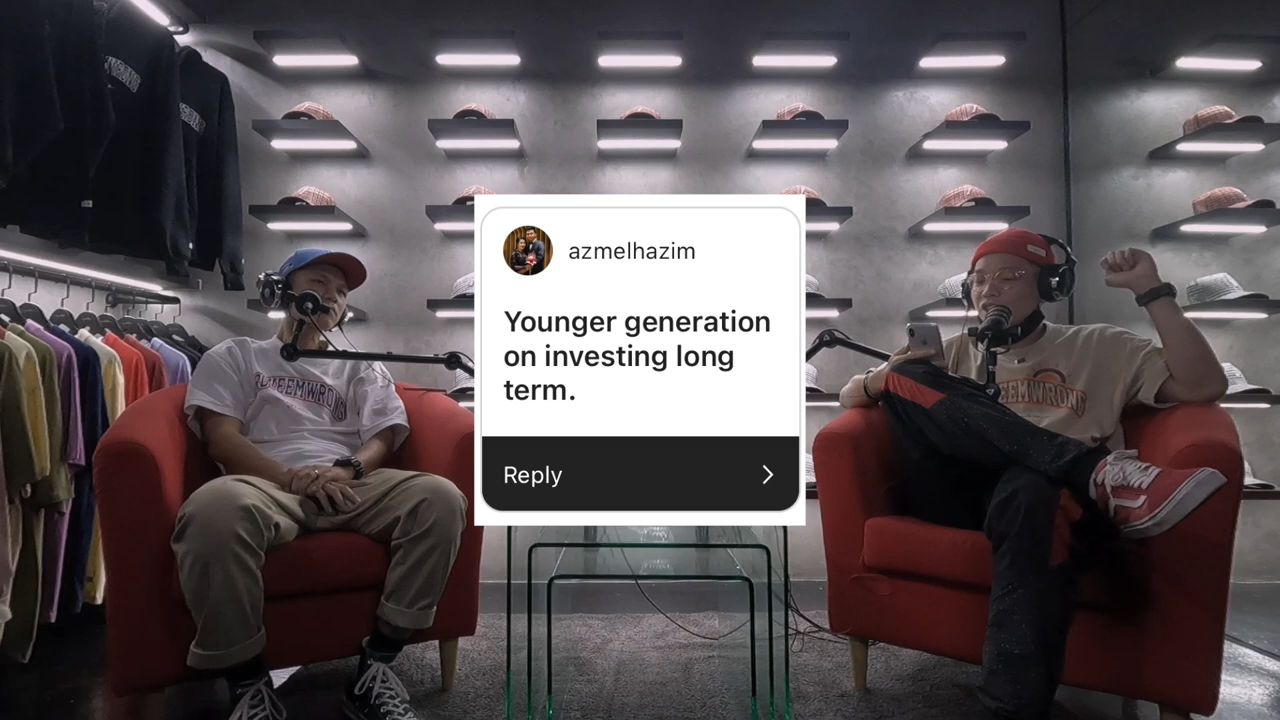 azmelhazim
Younger generation
on investing long
term.
Reply